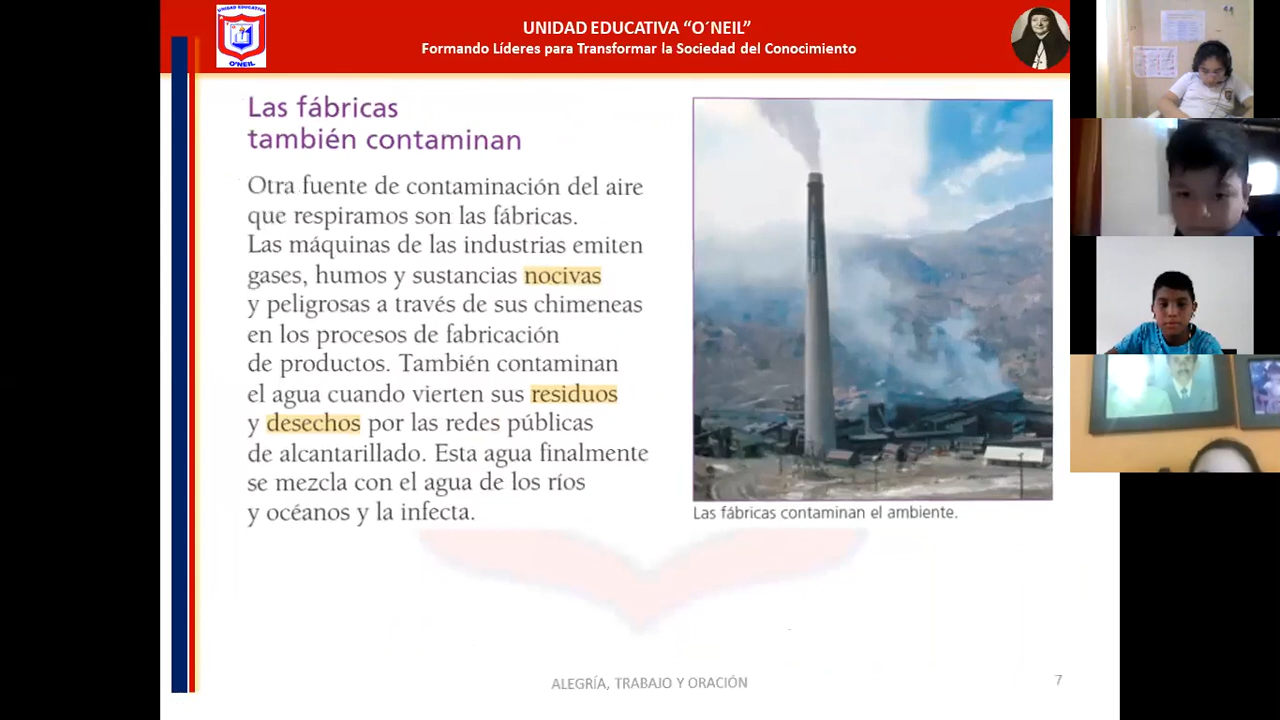 UNIDAD EDUCATIVA “O´NEIL”
Formando Líderes para Transformar la Sociedad del Conocimiento
UNIDAD EDUCATIVA
O'NEIL
Las fábricas
también contaminan
Otra fuente de contaminación del aire
que respiramos son las fábricas.
Las máquinas de las industrias emiten
gases, humos y sustancias nocivas
y peligrosas a través de sus chimeneas
en los procesos de fabricación
de productos. También contaminan
el agua cuando vierten sus residuos
y desechos por las redes públicas
de alcantarillado. Esta agua finalmente
se mezcla con el agua de los ríos
y océanos y la infecta.
Las fábricas contaminan el ambiente.
ALEGRÍA, TRABAJO Y ORACIÓN
7